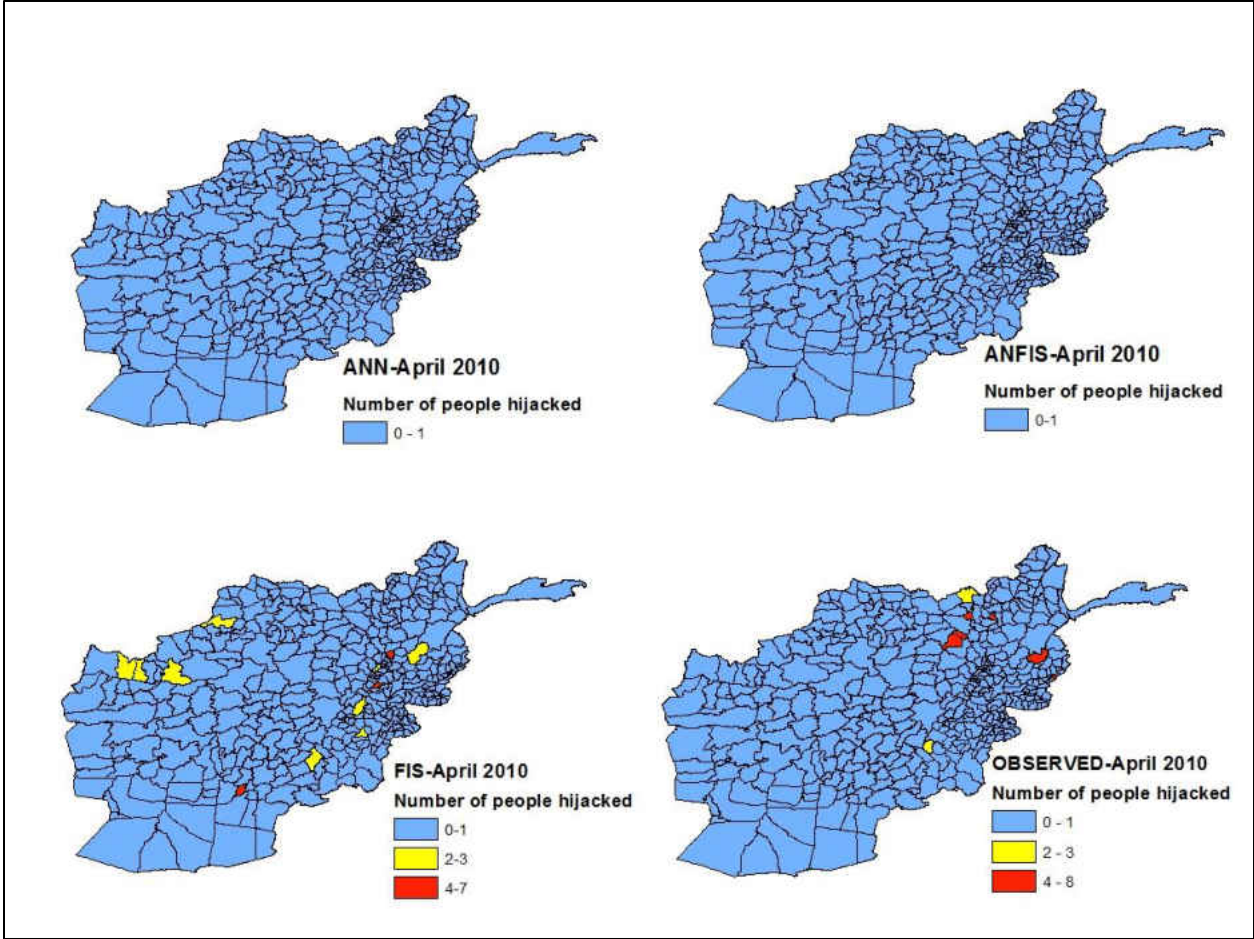 ANN-April 2010
Number of people hijacked
0 - 1
ANFIS-April 2010
Number of people hijacked
0-1
FIS-April 2010
Number of people hijacked
0-1
2-3
4-7
OBSERVED-April 2010
Number of people hijacked
0 - 1
2 - 3
4 - 8